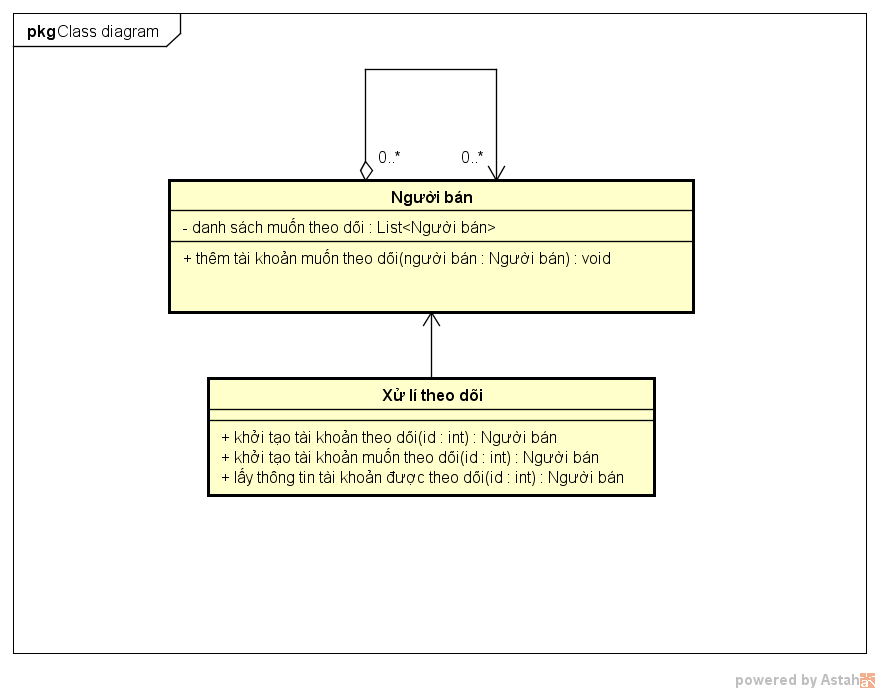 pkg Class diagram
0..* 0..*
Người bán
- danh sách muốn theo dõi : List<Người bán>
+ thêm tài khoản muốn theo dõi(người bán : Người bán) : void
Xử lí theo dõi
+ khởi tạo tài khoản theo dõi(id : int) : Người bán
+ khởi tạo tài khoản muốn theo dõi(id : int) : Người bán
+ lấy thông tin tài khoản được theo dõi(id : int) : Người bán
powered by Astah